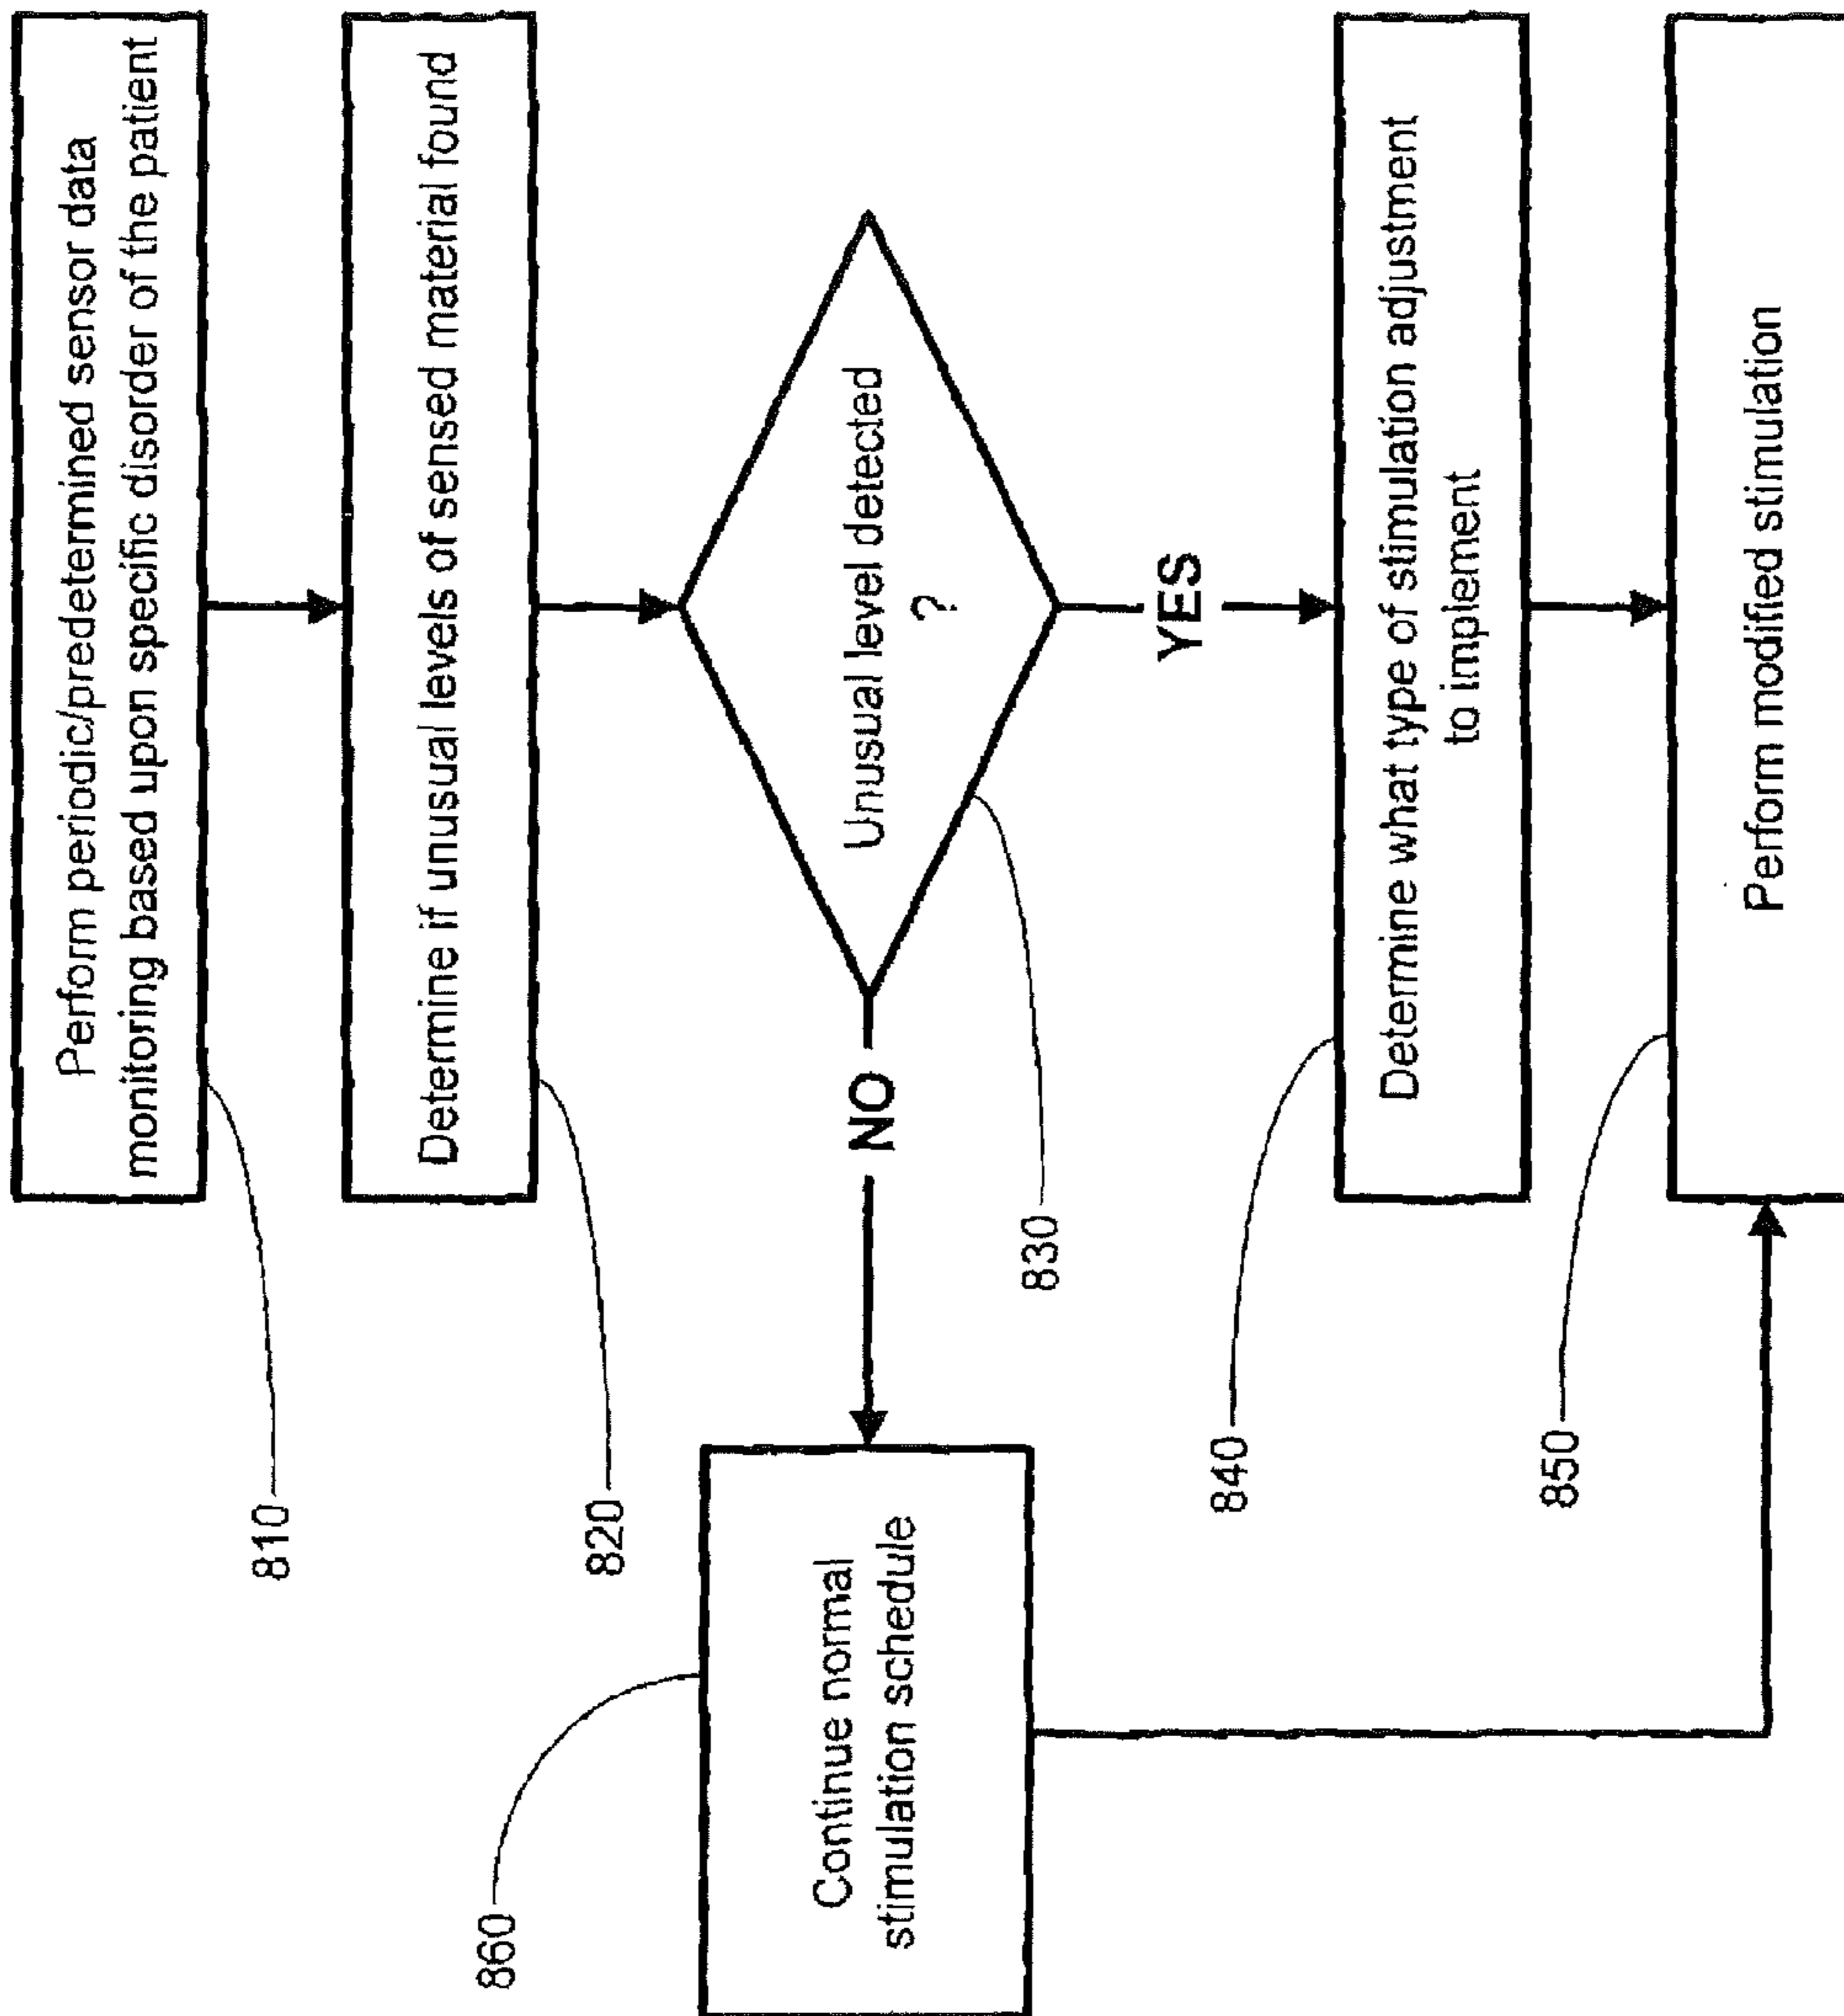 Perform periodic/predetermined sensor data
monitoring based upon specific disorder of the patient
810
Determine if unusual levels of sensed material found
820
Unusual level detected
?
830
NO
860
Continue normal
stimulation schedule
YES
840
Determine what type of stimulation adjustment
to implement
850
Perform modified stimulation